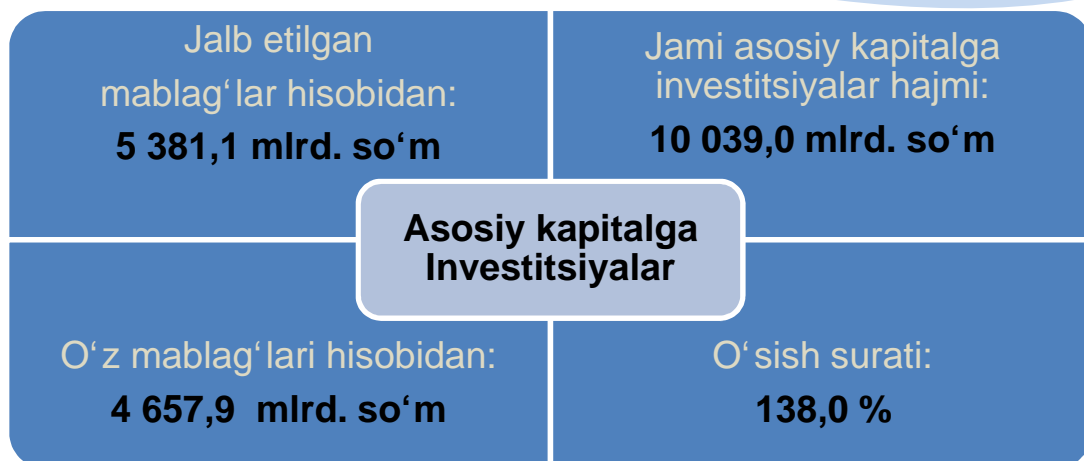 Jalb etilgan
mablag‘lar hisobidan:
5 381,1 mlrd. so‘m
Jami asosiy kapitalga
investitsiyalar hajmi:
10 039,0 mlrd. so‘m
Asosiy kapitalga
Investitsiyalar
O‘z mablag‘lari hisobidan:
4 657,9 mlrd. so‘m
O‘sish surati:
138,0 %